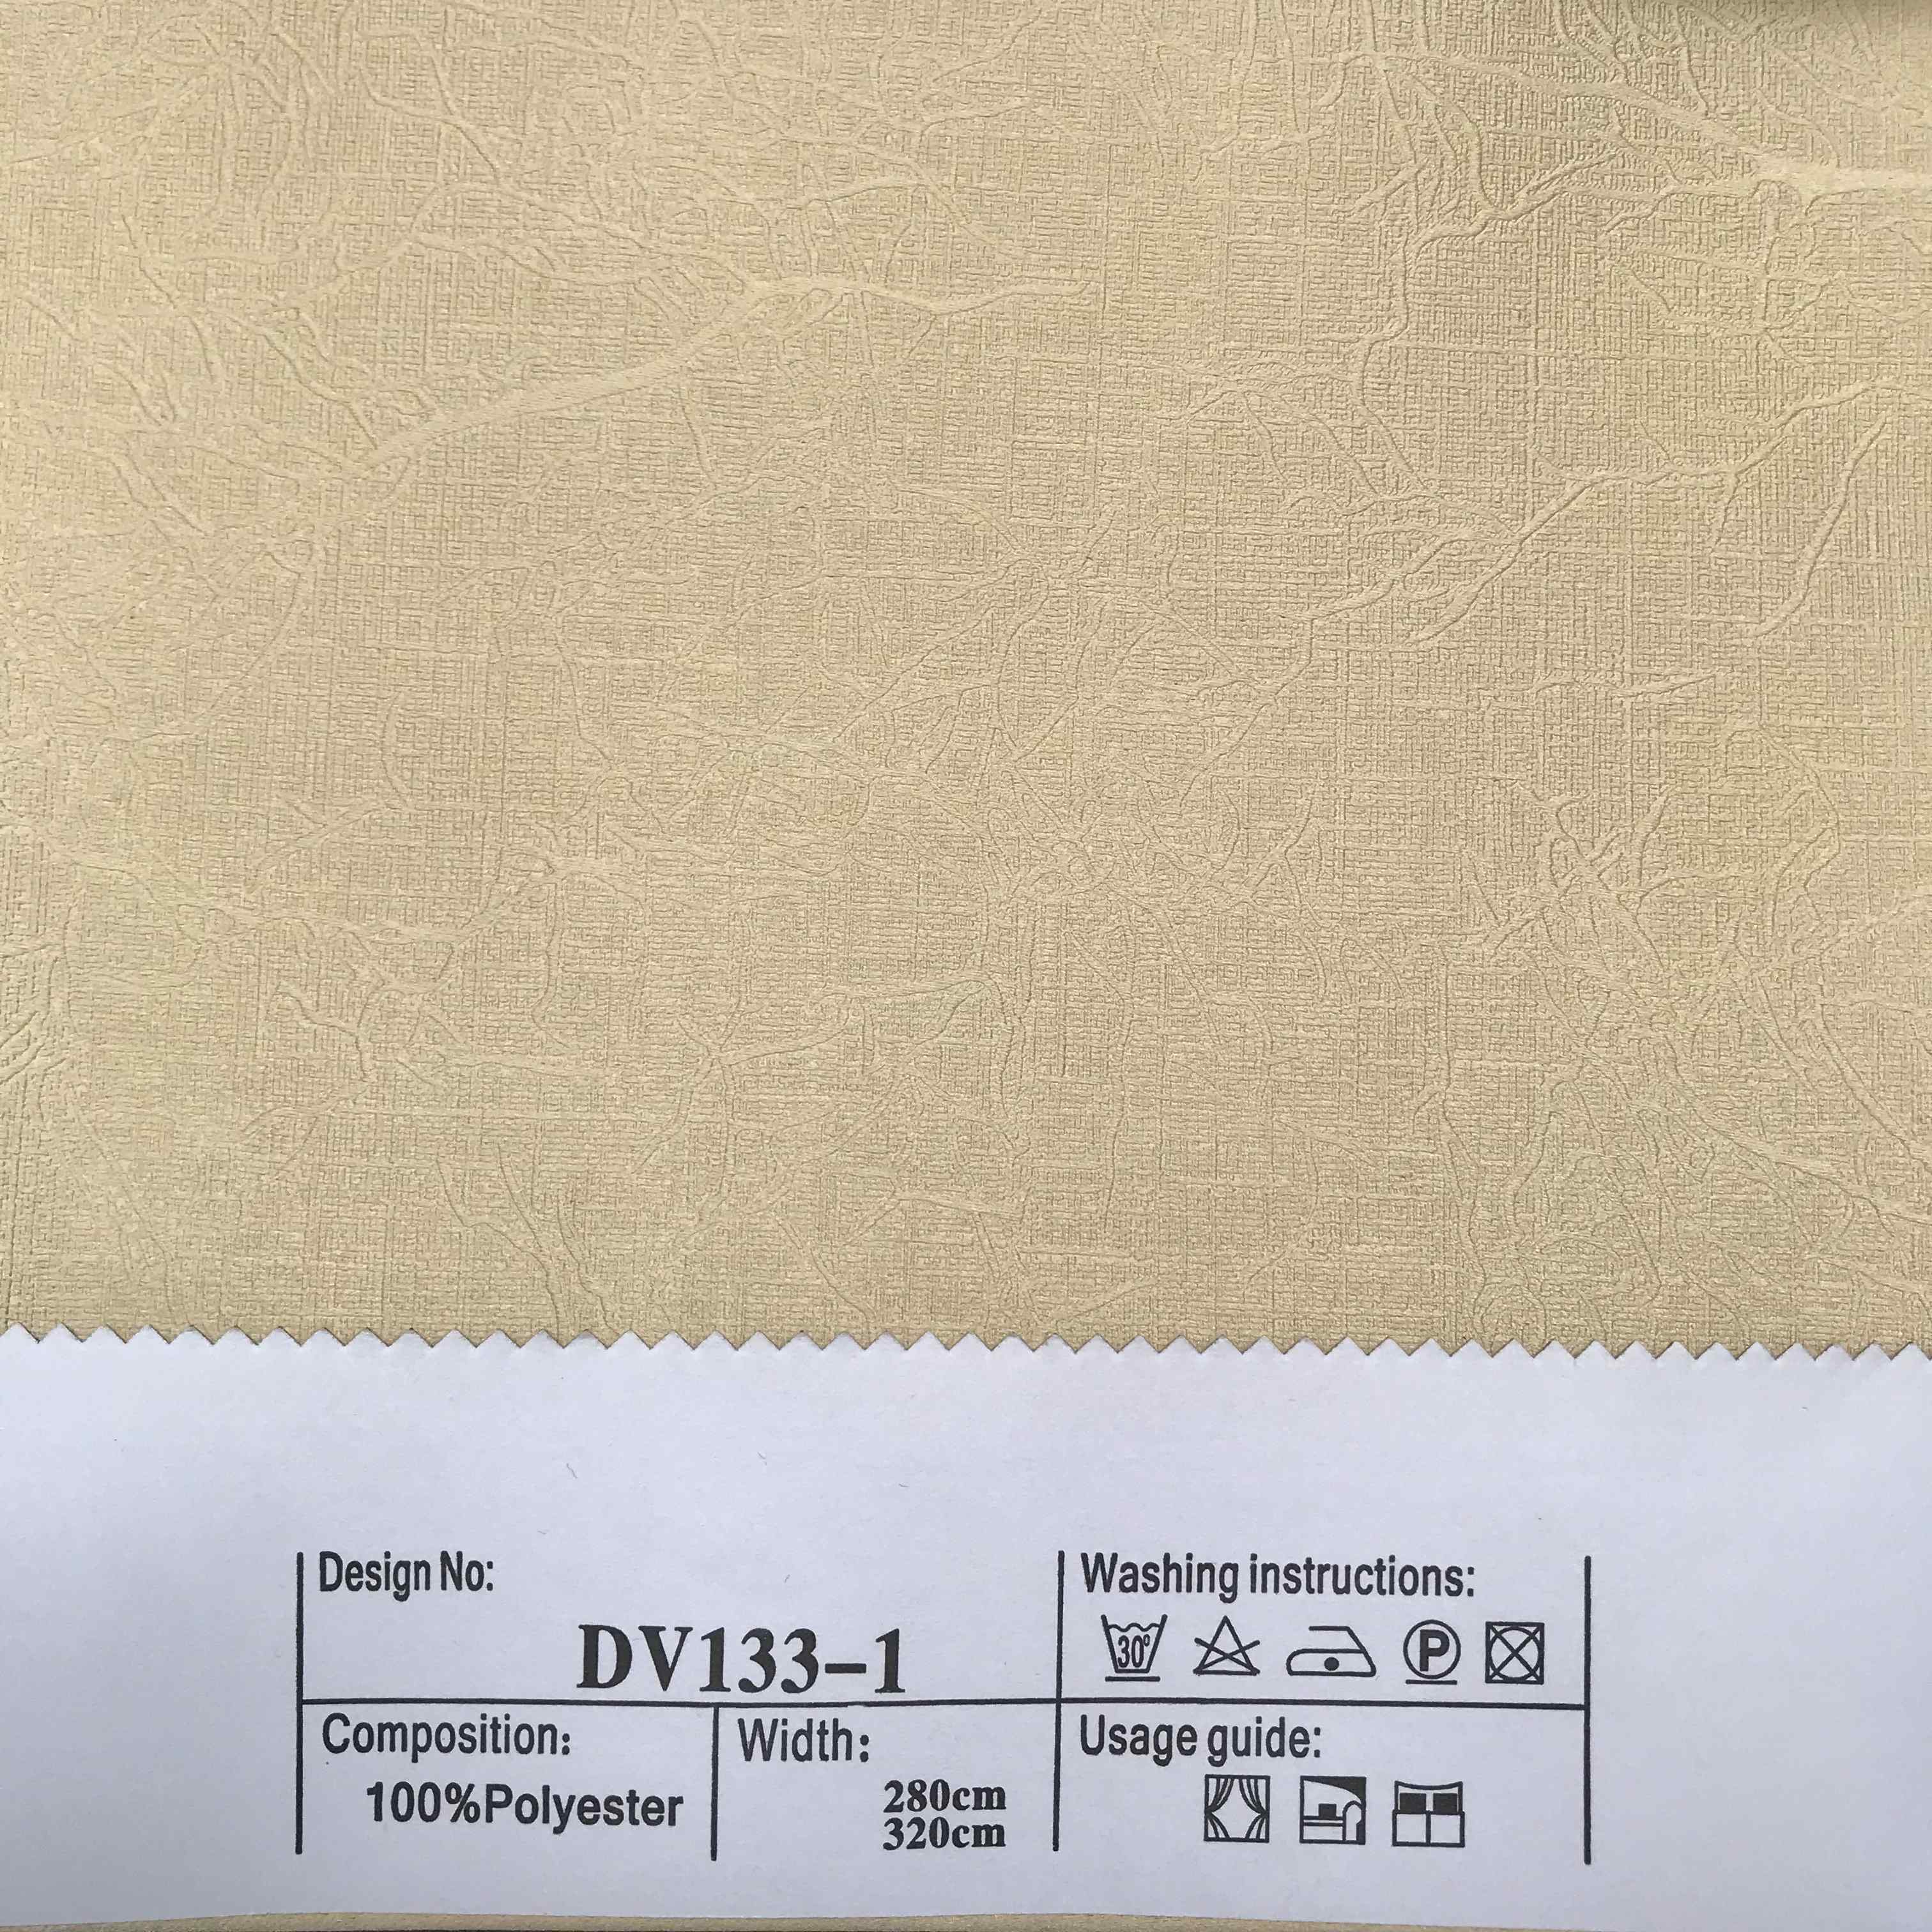 Design No:
DV133-1
Washing instructions:
30°
P
Composition:
100%Polyester
Width:
280cm
320cm
Usage guide: